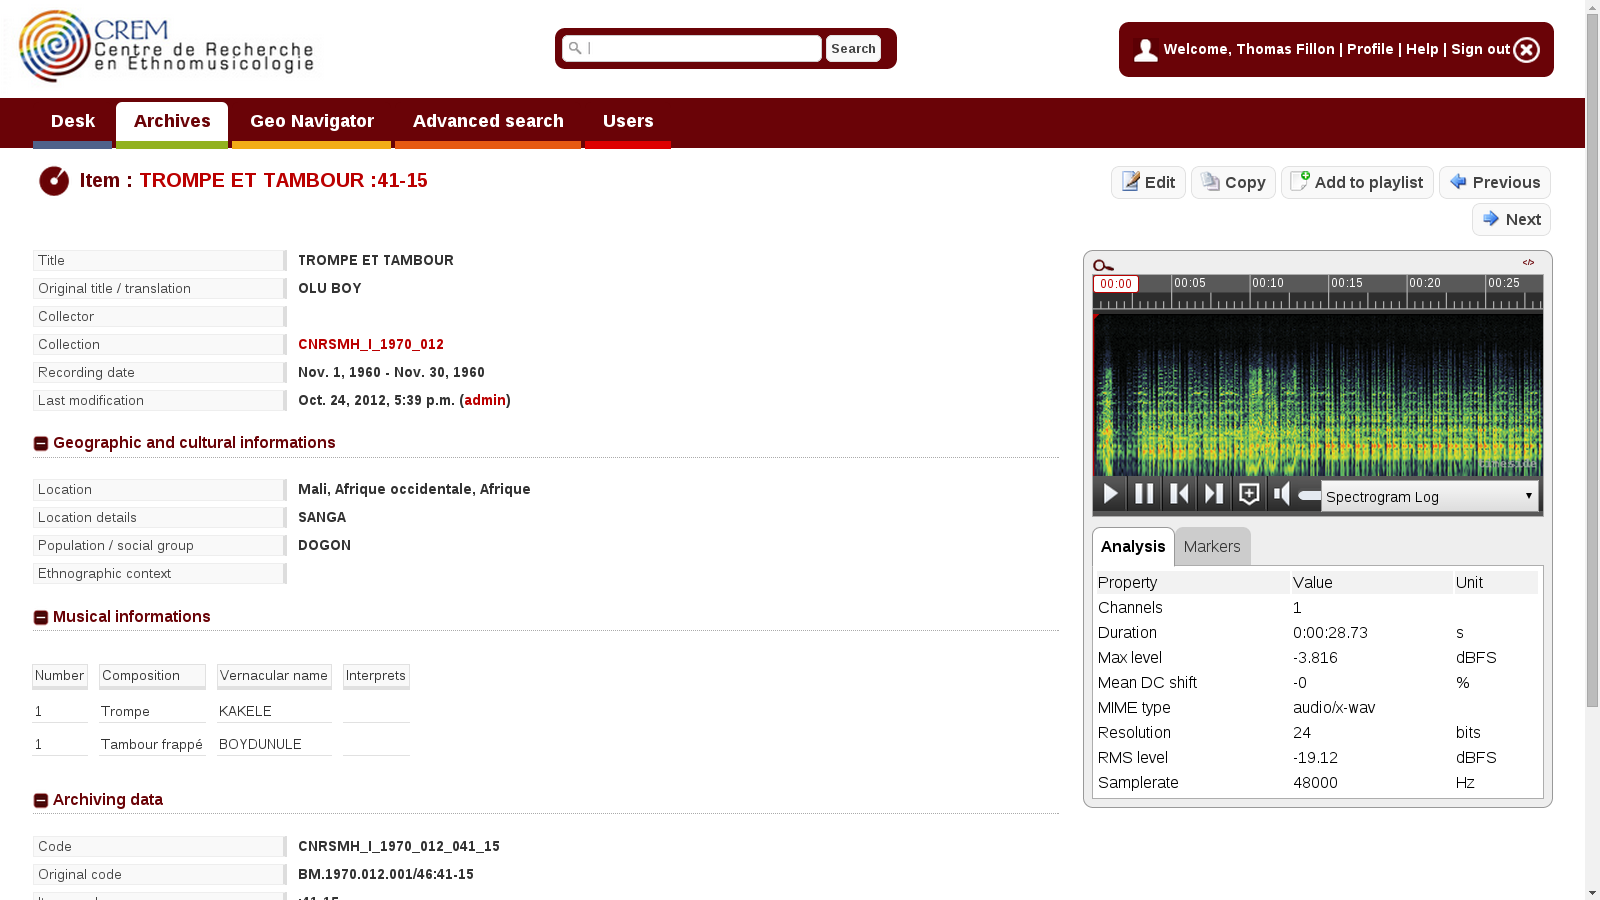 CREM
Centre de Recherche
en Ethnomusicologie
Search
Welcome, Thomas Fillon | Profile | Help | Sign out
Desk
Archives
Geo Navigator
Advanced search
Users
Item : TROMPE ET TAMBOUR :41-15
Edit
Copy
Add to playlist
Previous
Next
Title TROMPE ET TAMBOUR
Original title / translation OLU BOY
Collector
Collection CNRSMH_I_1970_012
Recording date Nov. 1, 1960 - Nov. 30, 1960
Last modification Oct. 24, 2012, 5:39 p.m. (admin)
Geographic and cultural informations
Location Mali, Afrique occidentale, Afrique
Location details SANGA
Population / social group DOGON
Ethnographic context
Musical informations
Number Composition Vernacular name Interprets
1 Trompe KAKELE
1 Tambour frappé BOYDUNULE
Archiving data
Code CNRSMH_I_1970_012_041_15
Original code BM.1970.012.001/46:41-15
:41-15
</>
00:00 00:05 00:10 00:15 00:20 00:25
timeside
Spectrogram Log
Analysis Markers
Property Value Unit
Channels 1
Duration 0:00:28.73 s
Max level -3.816 dBFS
Mean DC shift -0 %
MIME type audio/x-wav
Resolution 24 bits
RMS level -19.12 dBFS
Samplerate 48000 Hz